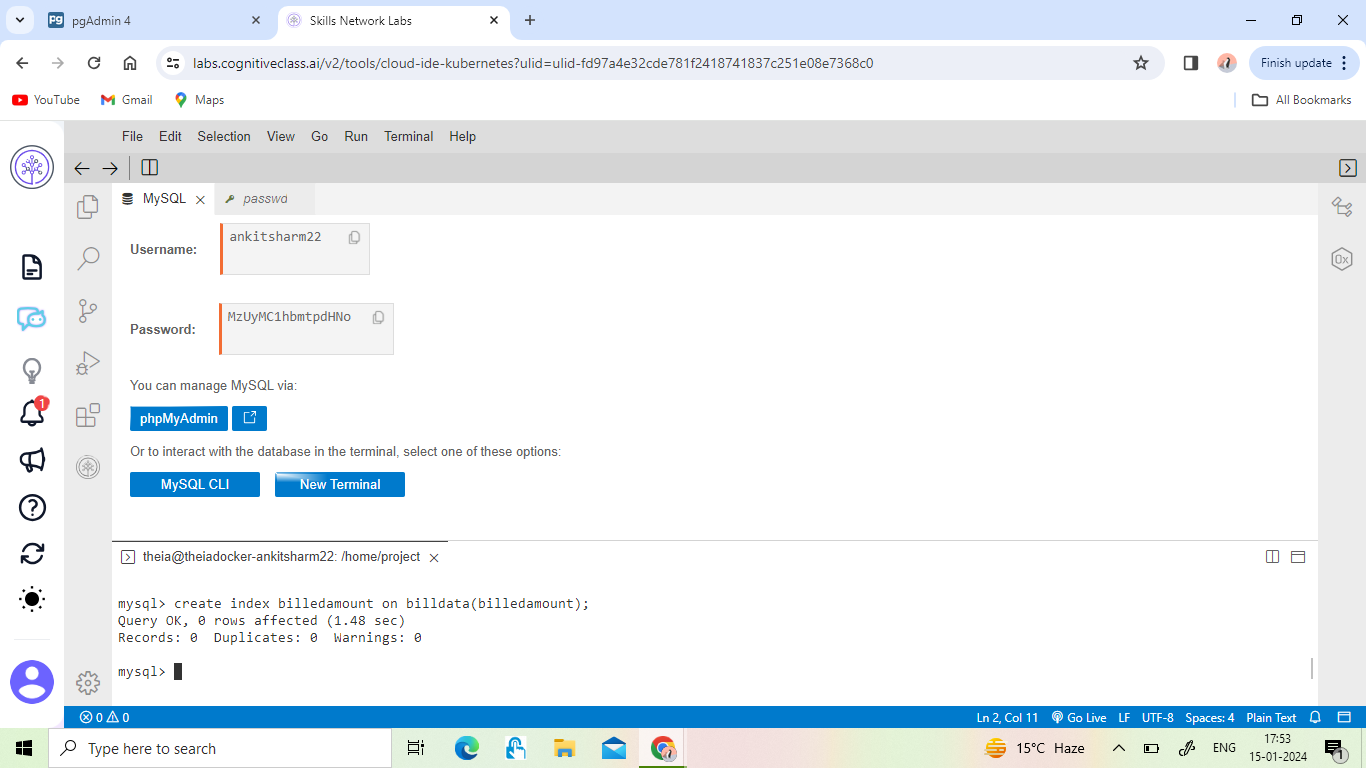 pgAdmin 4
Skills Network Labs
labs.cognitiveclass.ai/v2/tools/cloud-ide-kubernetes?ulid=ulid-fd97a4e32cde781f2418741837c251e08e7368c0
Finish update
YouTube
Gmail
Maps
All Bookmarks
File Edit Selection View Go Run Terminal Help
MySQL
passwd
Username:
ankitsharm22
Password:
MzUyMC1hbmtpdHNo
You can manage MySQL via:
phpMyAdmin
Or to interact with the database in the terminal, select one of these options:
MySQL CLI
New Terminal
1
theia@theiadocker-ankitsharm22: /home/project
mysql> create index billedamount on billdata(billedamount);
Query OK, 0 rows affected (1.48 sec)
Records: 0  Duplicates: 0  Warnings: 0
mysql>
0 0
Ln 2, Col 11
Go Live
LF
UTF-8
Spaces: 4
Plain Text
Type here to search
15°C Haze
ENG
17:53
15-01-2024
1
pg
0x